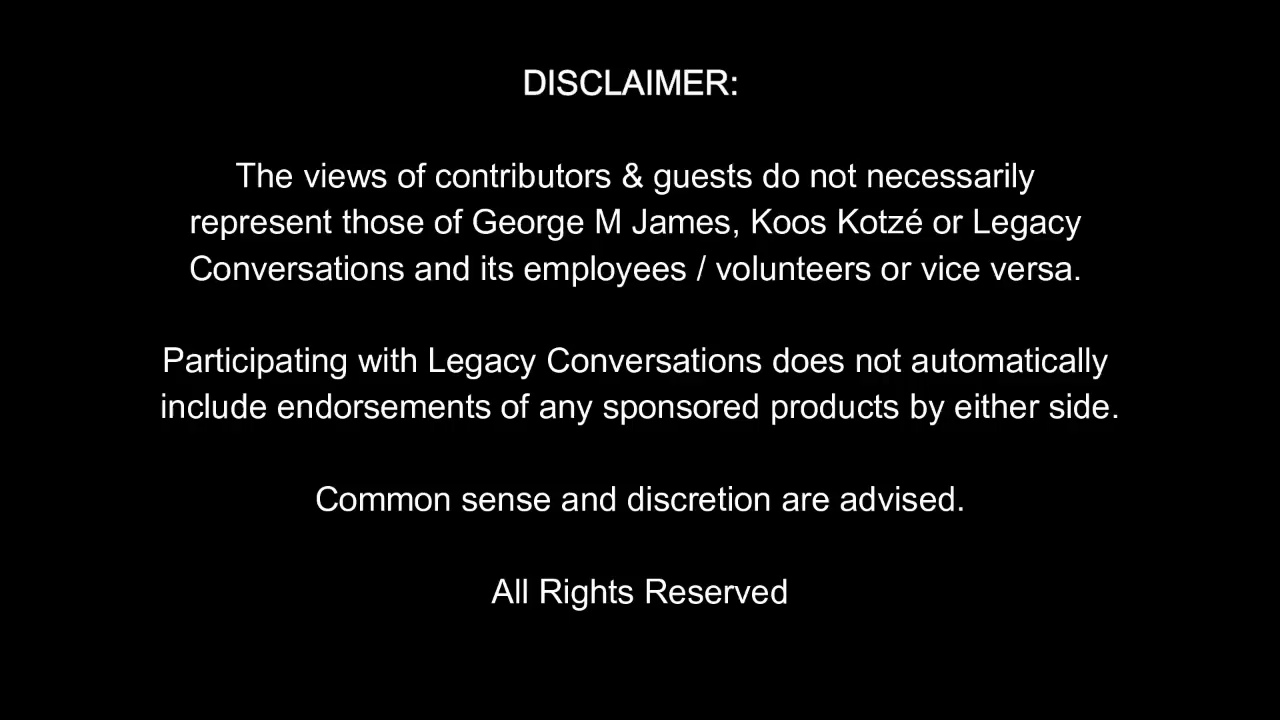 DISCLAIMER:
The views of contributors & guests do not necessarily
represent those of George M James, Koos Kotzé or Legacy
Conversations and its employees / volunteers or vice versa.
Participating with Legacy Conversations does not automatically
include endorsements of any sponsored products by either side.
Common sense and discretion are advised.
All Rights Reserved